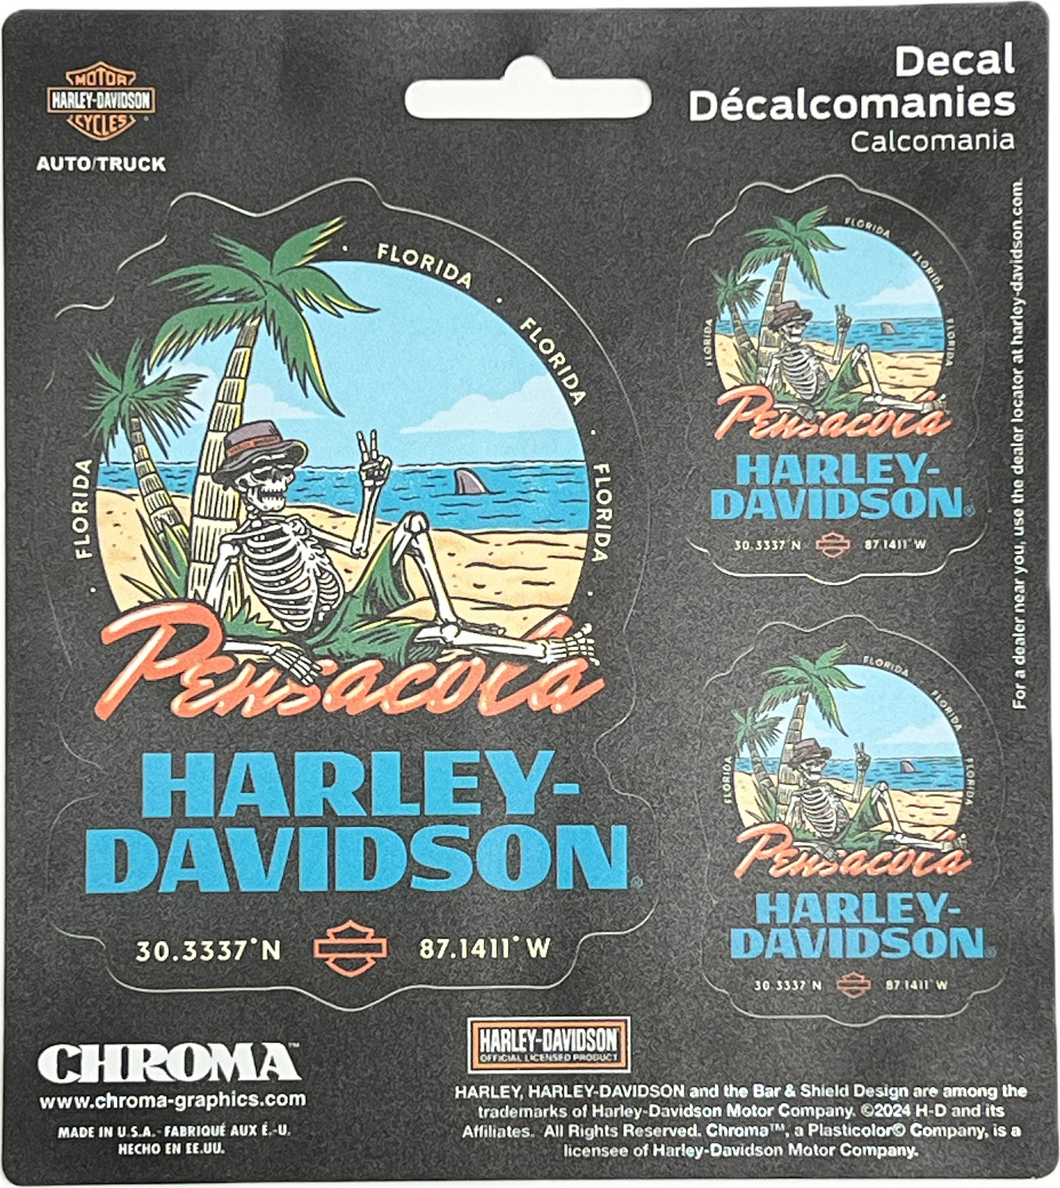 MOTOR
HARLEY-DAVIDSON
CYCLES
AUTO/TRUCK
Decal
Décalcomanies
Calcomania
FLORIDA · FLORIDA · FLORIDA · FLORIDA
Pensacola
HARLEY-
DAVIDSON®
30.3337°N 87.1411°W
FLORIDA FLORIDA FLORIDA FLORIDA
Pensacola
HARLEY-
DAVIDSON®
30.3337°N 87.1411°W
FLORIDA FLORIDA FLORIDA FLORIDA
Pensacola
HARLEY-
DAVIDSON®
30.3337°N 87.1411°W
For a dealer near you, use the dealer locator at harley-davidson.com.
CHROMA™
www.chroma-graphics.com
MADE IN U.S.A. - FABRIQUÉ AUX É.-U.
HECHO EN EE.UU.
HARLEY-DAVIDSON
OFFICIAL LICENSED PRODUCT
HARLEY, HARLEY-DAVIDSON and the Bar & Shield Design are among the
trademarks of Harley-Davidson Motor Company. ©2024 H-D and its
Affiliates. All Rights Reserved. Chroma™, a Plasticolor© Company, is a
licensee of Harley-Davidson Motor Company.